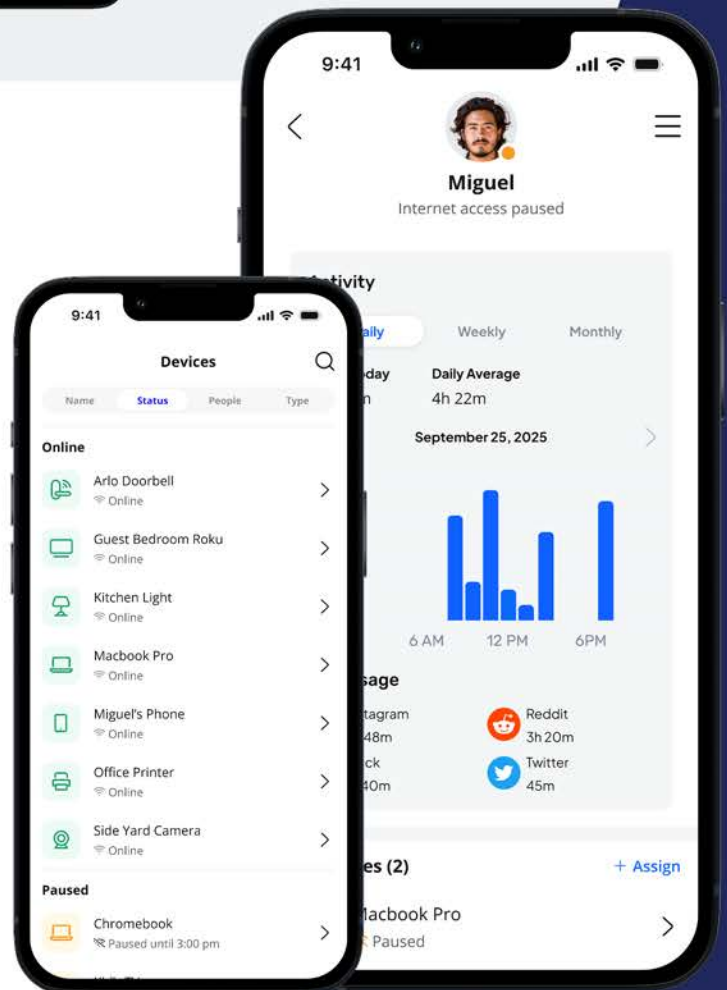 9:41
Miguel
Internet access paused
Weekly
Monthly
Daily Average
4h 22m
September 25, 2025
6 AM 12 PM 6PM
Reddit
3h 20m
Twitter
48m
45m
+ Assign
Pro
Paused
9:41
Devices
Name Status People Type
Online
Arlo Doorbell
Online
Guest Bedroom Roku
Online
Kitchen Light
Online
Macbook Pro
Online
Miguel's Phone
Online
Office Printer
Online
Side Yard Camera
Online
Paused
Chromebook
Paused until 3:00 pm